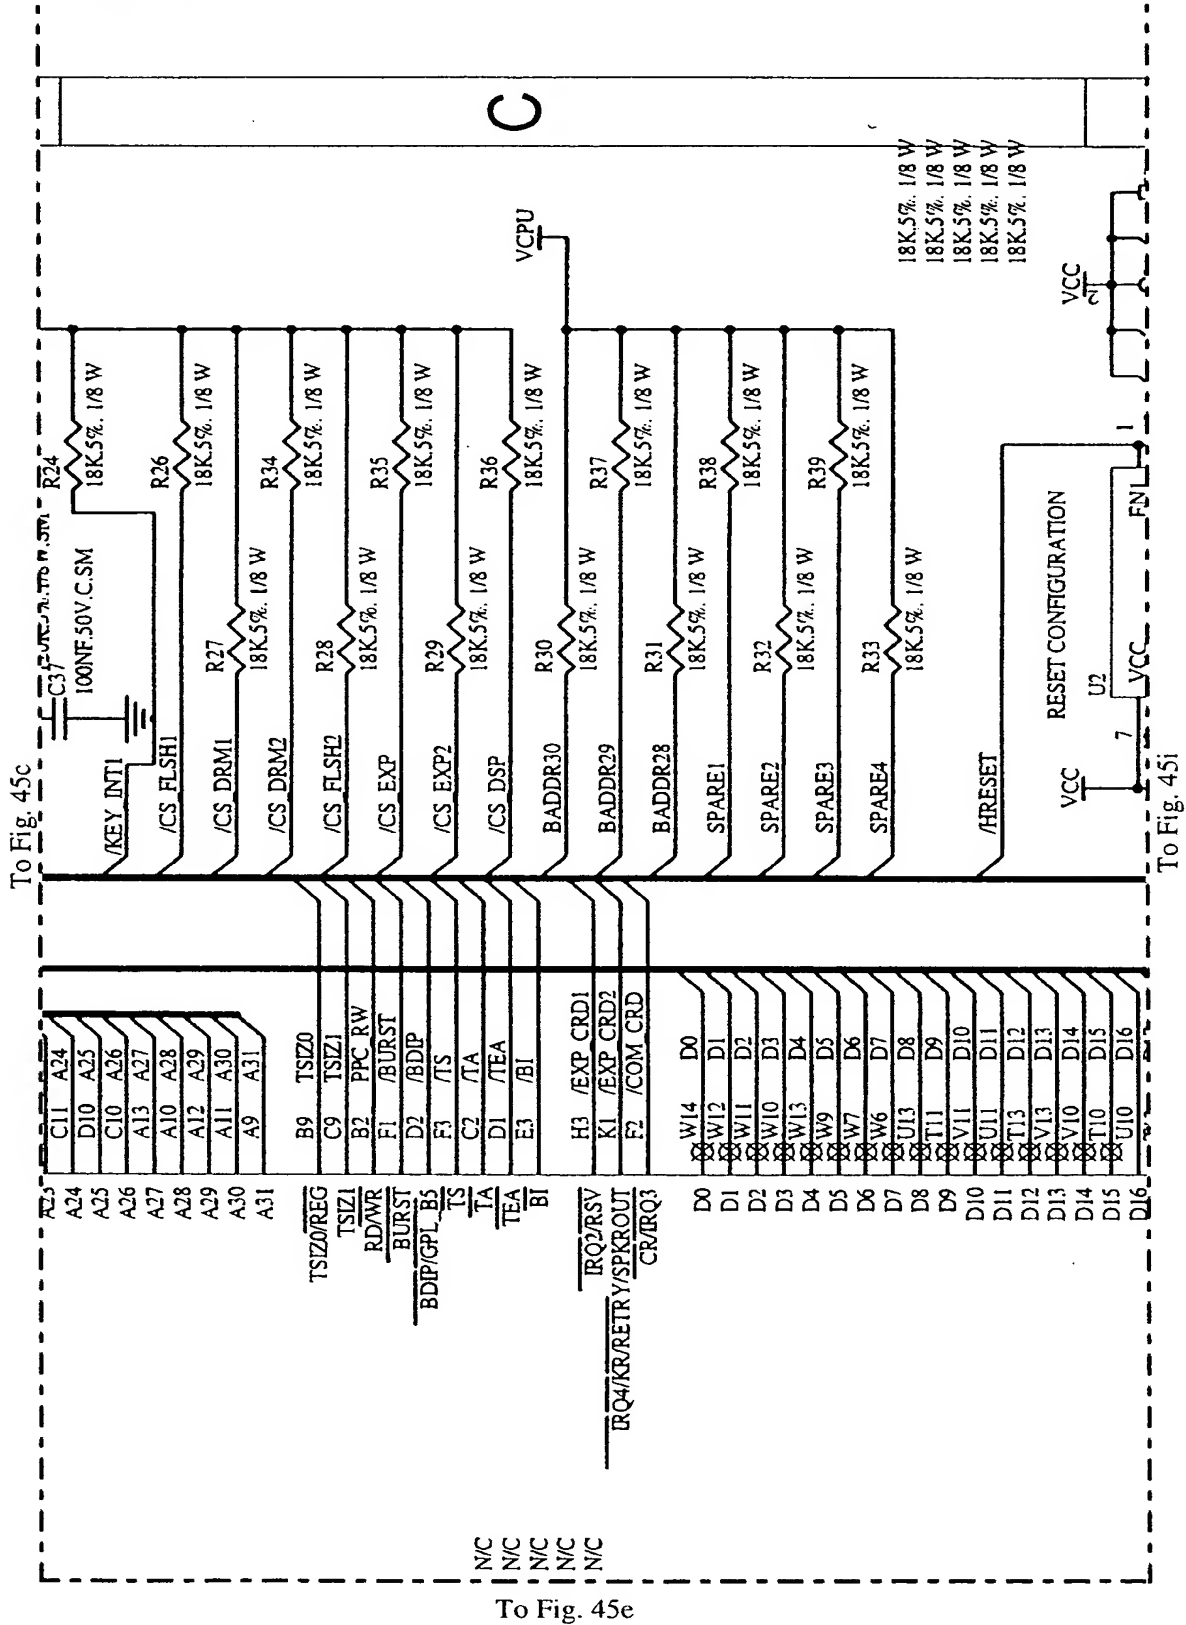 To Fig. 45c
C
18K.5%. 1/8 W
18K.5%. 1/8 W
18K.5%. 1/8 W
18K.5%. 1/8 W
18K.5%. 1/8 W
VCPU
VCC
C37
100NF.50V.C.SM
R24
18K.5%. 1/8 W
R26
18K.5%. 1/8 W
R27
18K.5%. 1/8 W
R34
18K.5%. 1/8 W
R28
18K.5%. 1/8 W
R35
18K.5%. 1/8 W
R29
18K.5%. 1/8 W
R36
18K.5%. 1/8 W
R30
18K.5%. 1/8 W
R37
18K.5%. 1/8 W
R31
18K.5%. 1/8 W
R38
18K.5%. 1/8 W
R32
18K.5%. 1/8 W
R39
18K.5%. 1/8 W
R33
18K.5%. 1/8 W
/KEY_INT1
/CS_FLSH1
/CS_DRM1
/CS_DRM2
/CS_FLSH2
/CS_EXP
/CS_EXP2
/CS_DSP
BADDR30
BADDR29
BADDR28
SPARE1
SPARE2
SPARE3
SPARE4
/HRESET
RESET CONFIGURATION
U2
VCC
7
VCC
FN
1
To Fig. 45i
A23
A24 C11 A24
A25 D10 A25
A26 C10 A26
A27 A13 A27
A28 A10 A28
A29 A12 A29
A30 A11 A30
A31 A9 A31
TSIZ0/REG B9 TSIZ0
TSIZ1 C9 TSIZ1
RD/WR B2 PPC_RW
BURST F1 /BURST
BDIP/GPL_B5 D2 /BDIP
TS F3 /TS
TA C2 /TA
TEA D1 /TEA
BI E3 /BI
IRQ2/RSV H3 /EXP_CRD1
IRQ4/KR/RETRY/SPKROUT K1 /EXP_CRD2
CR/IRQ3 F2 /COM_CRD
D0 W14 D0
D1 W12 D1
D2 W11 D2
D3 W10 D3
D4 W13 D4
D5 W9 D5
D6 W7 D6
D7 W6 D7
D8 U13 D8
D9 T11 D9
D10 V11 D10
D11 U11 D11
D12 T13 D12
D13 V13 D13
D14 V10 D14
D15 T10 D15
D16 U10 D16
N/C
N/C
N/C
N/C
N/C
To Fig. 45e